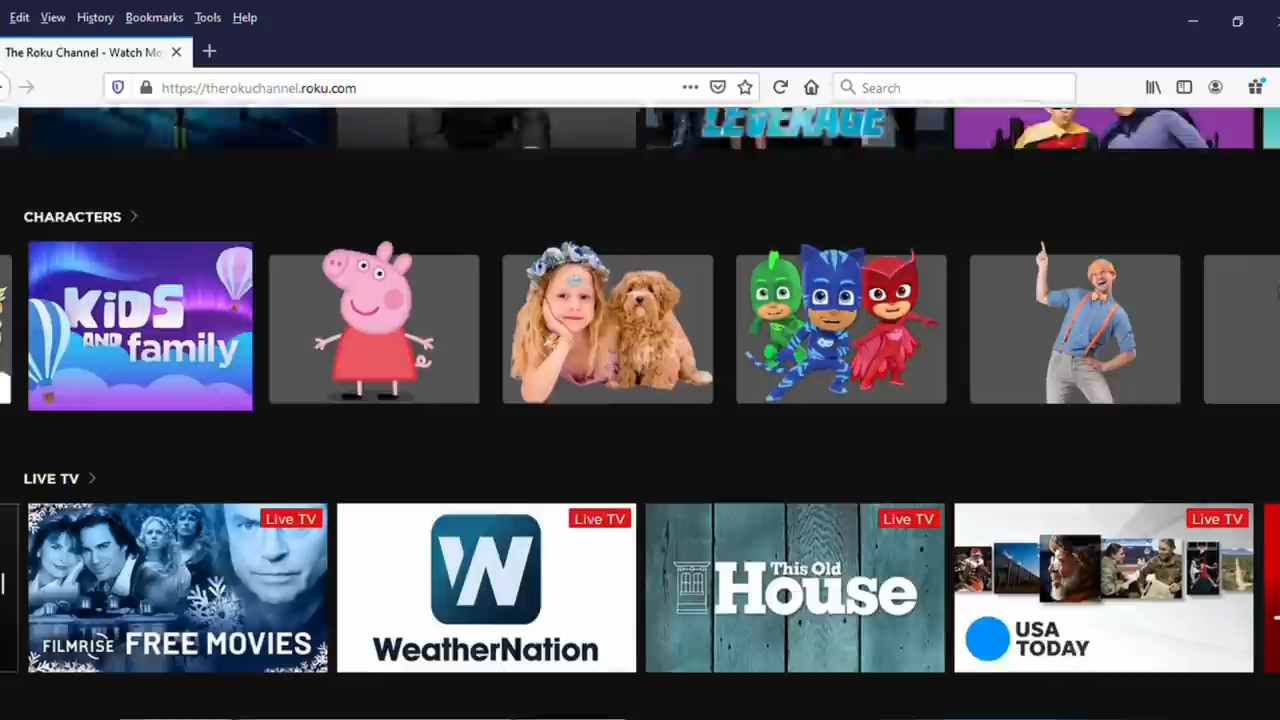 Edit View History Bookmarks Tools Help
The Roku Channel - Watch Mo
https://therokuchannel.roku.com
Search
LEVERAGE
CHARACTERS
KiDS
AND family
LIVE TV
Live TV
FILMRISE FREE MOVIES
Live TV
W
WeatherNation
Live TV
This Old
House
Live TV
USA
TODAY